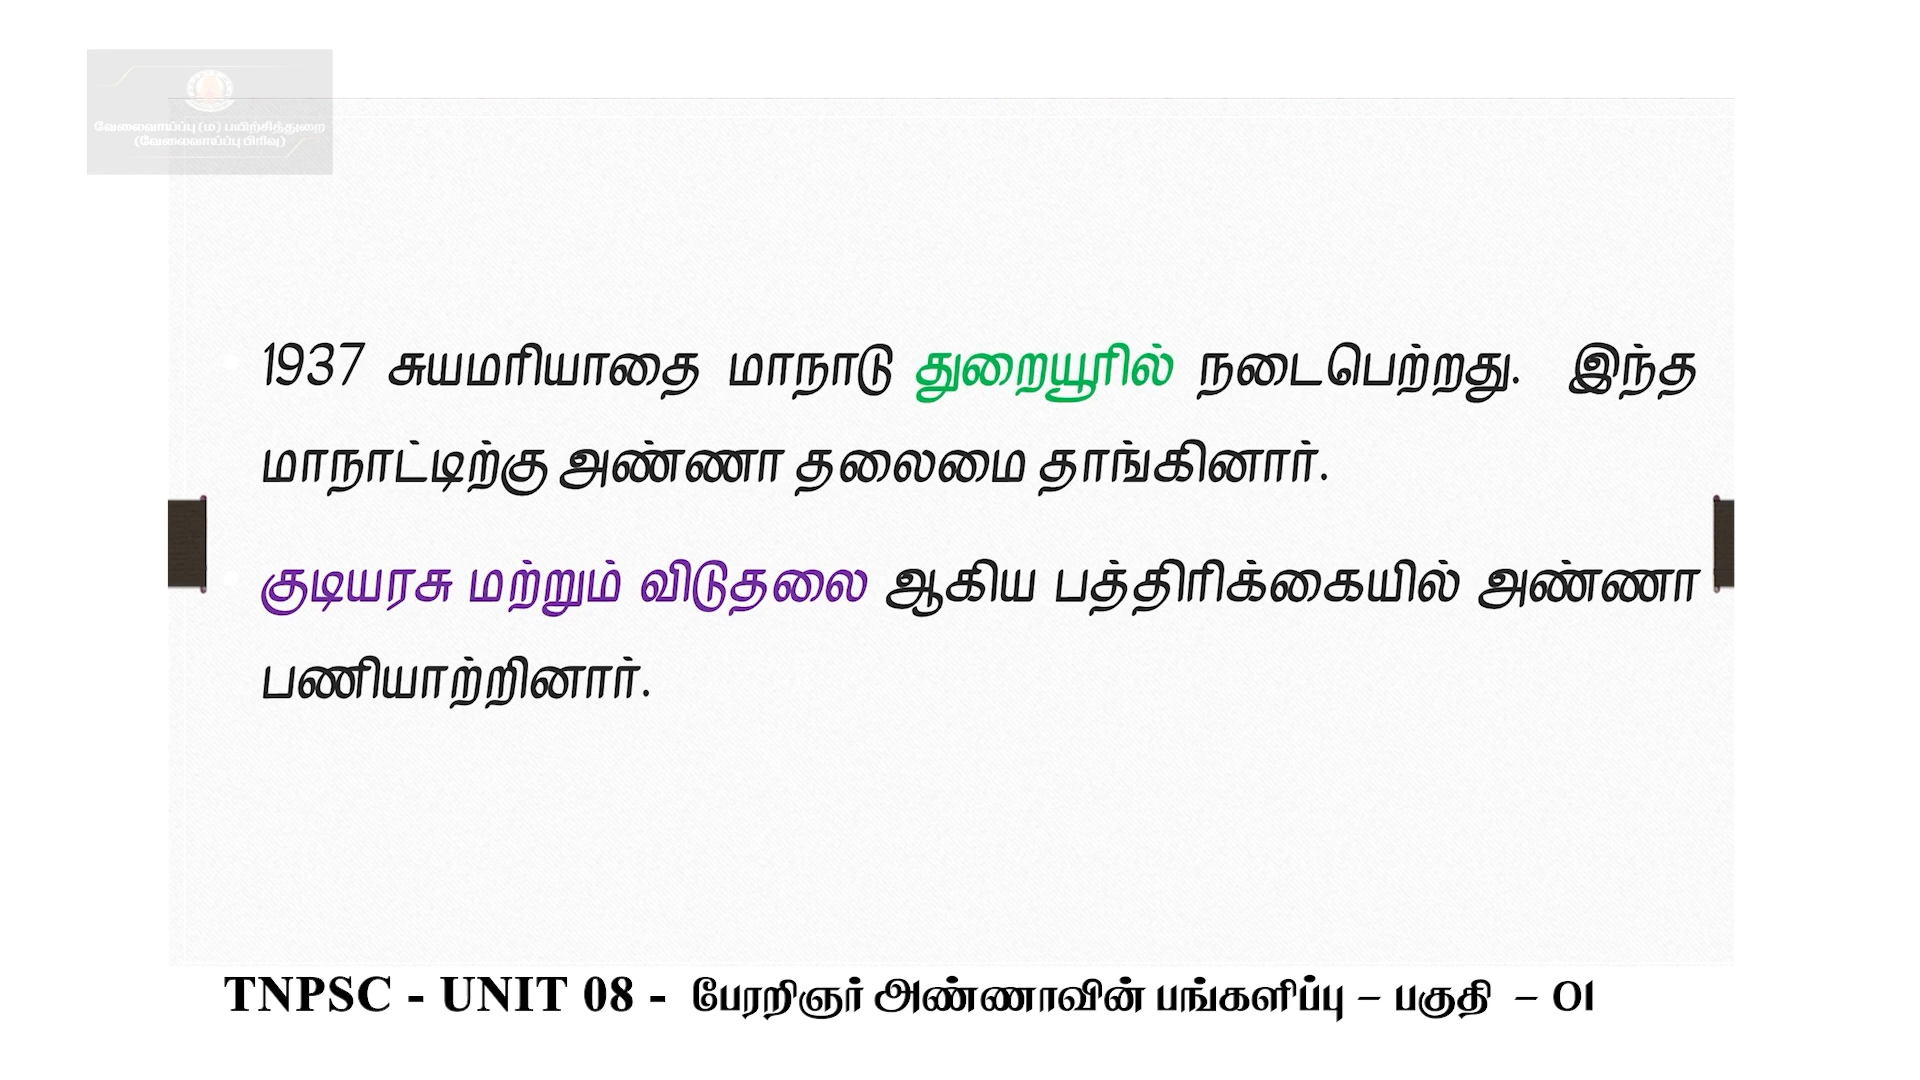 வேலைவாய்ப்பு (ம) பயிற்சித்துறை
(வேலைவாய்ப்பு பிரிவு)
1937 சுயமரியாதை மாநாடு துறையூரில் நடைபெற்றது. இந்த
மாநாட்டிற்கு அண்ணா தலைமை தாங்கினார்.
குடியரசு மற்றும் விடுதலை ஆகிய பத்திரிக்கையில் அண்ணா
பணியாற்றினார்.
TNPSC - UNIT 08 - பேரறிஞர் அண்ணாவின் பங்களிப்பு – பகுதி – 01